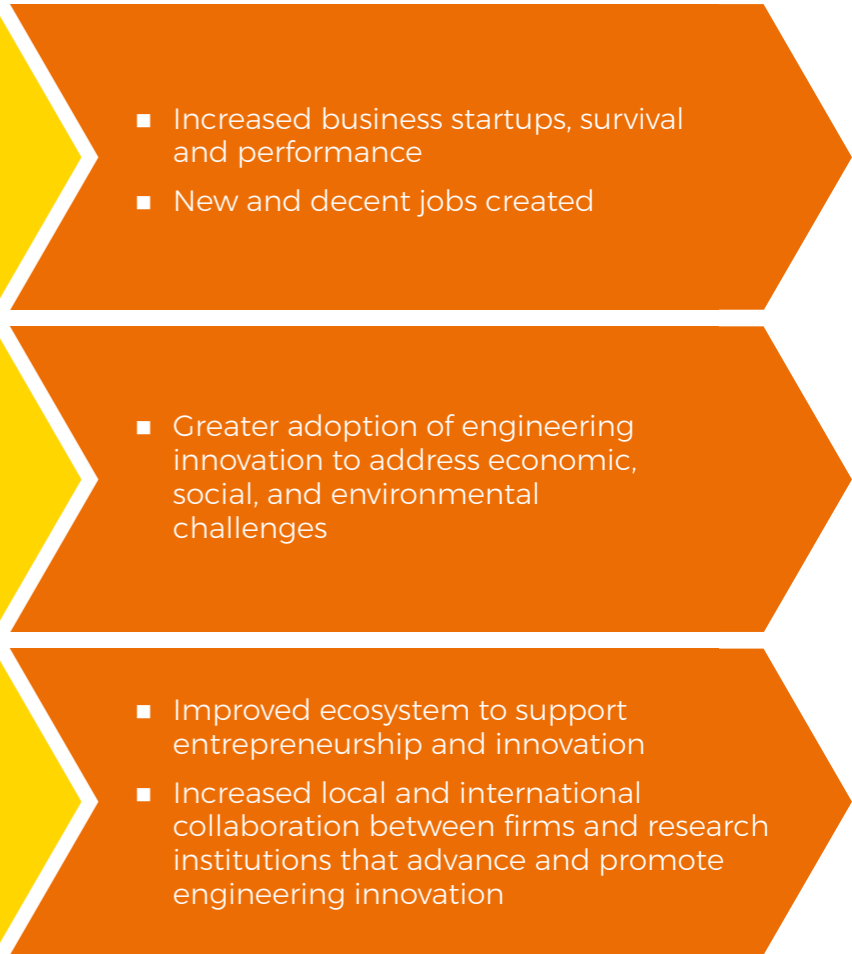 ▪ Increased business startups, survival
and performance
▪ New and decent jobs created
▪ Greater adoption of engineering
innovation to address economic,
social, and environmental
challenges
▪ Improved ecosystem to support
entrepreneurship and innovation
▪ Increased local and international
collaboration between firms and research
institutions that advance and promote
engineering innovation